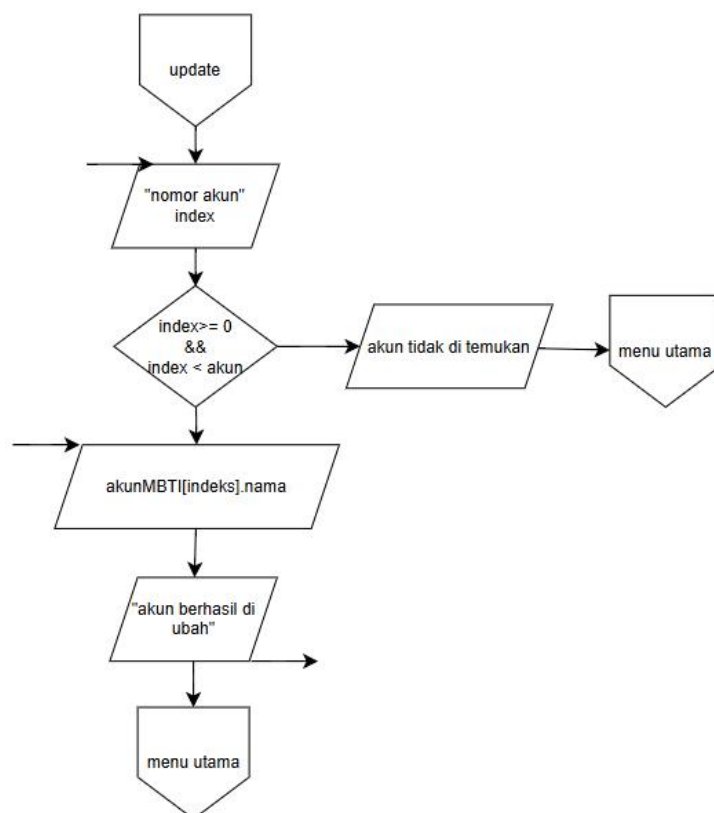 update
"nomor akun"
index
index>= 0
&&
index < akun
akun tidak di temukan
menu utama
akunMBTI[indeks].nama
"akun berhasil di
ubah"
menu utama